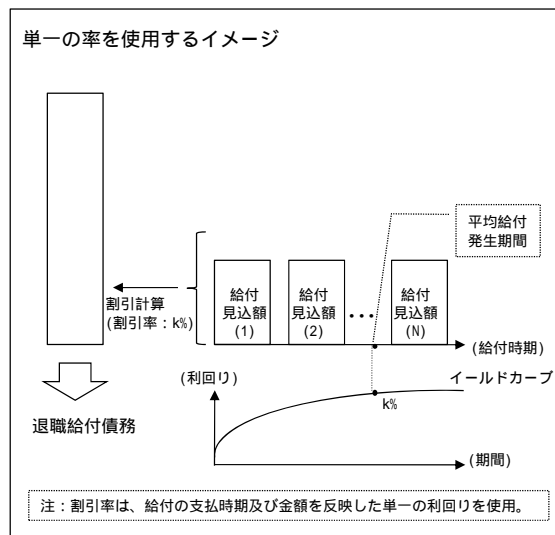 単一の率を使用するイメージ
平均給付
発生期間
給付
見込額
(1)
給付
見込額
(2)
•••
給付
見込額
(N)
割引計算
(割引率：k%)
(給付時期)
(利回り)
イールドカーブ
k%
退職給付債務
(期間)
注：割引率は、給付の支払時期及び金額を反映した単一の利回りを使用。